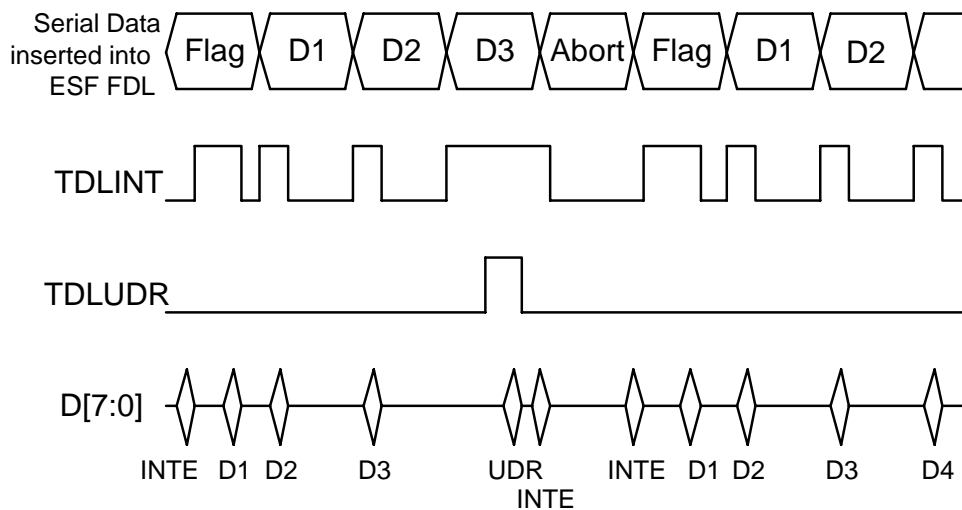 Serial Data
inserted into
ESF FDL
Flag D1 D2 D3 Abort Flag D1 D2
TDLINT
TDLUDR
D[7:0]
INTE D1 D2 D3 UDR INTE D1 D2 D3 D4
INTE